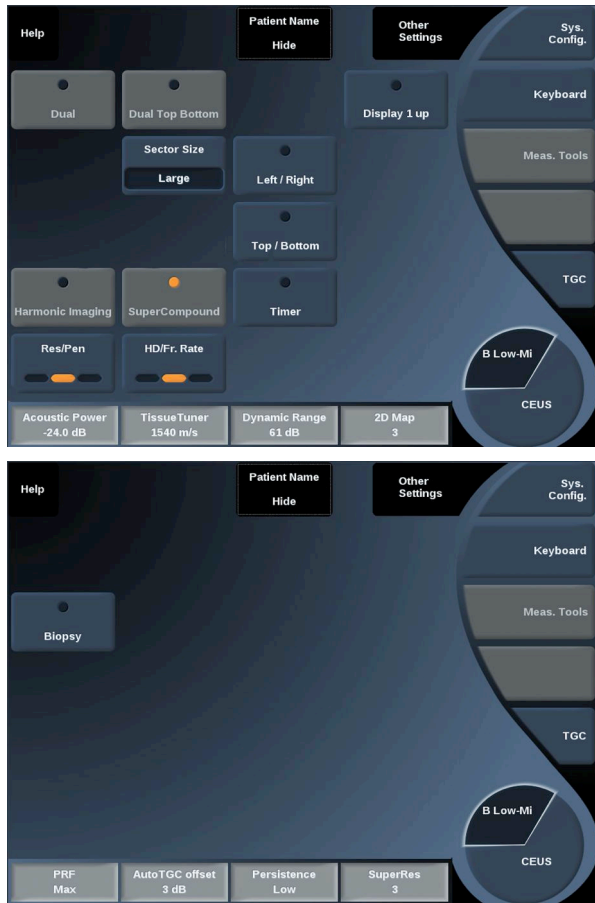 Help
Patient Name
Hide
Other
Settings
Sys.
Config.
Dual
Dual Top Bottom
Display 1 up
Keyboard
Sector Size
Large
Left / Right
Meas. Tools
Top / Bottom
TGC
Harmonic Imaging
SuperCompound
Timer
Res/Pen
HD/Fr. Rate
B Low-Mi
CEUS
Acoustic Power
-24.0 dB
TissueTuner
1540 m/s
Dynamic Range
61 dB
2D Map
3
Help
Patient Name
Hide
Other
Settings
Sys.
Config.
Keyboard
Biopsy
Meas. Tools
TGC
B Low-Mi
CEUS
PRF
Max
AutoTGC offset
3 dB
Persistence
Low
SuperRes
3